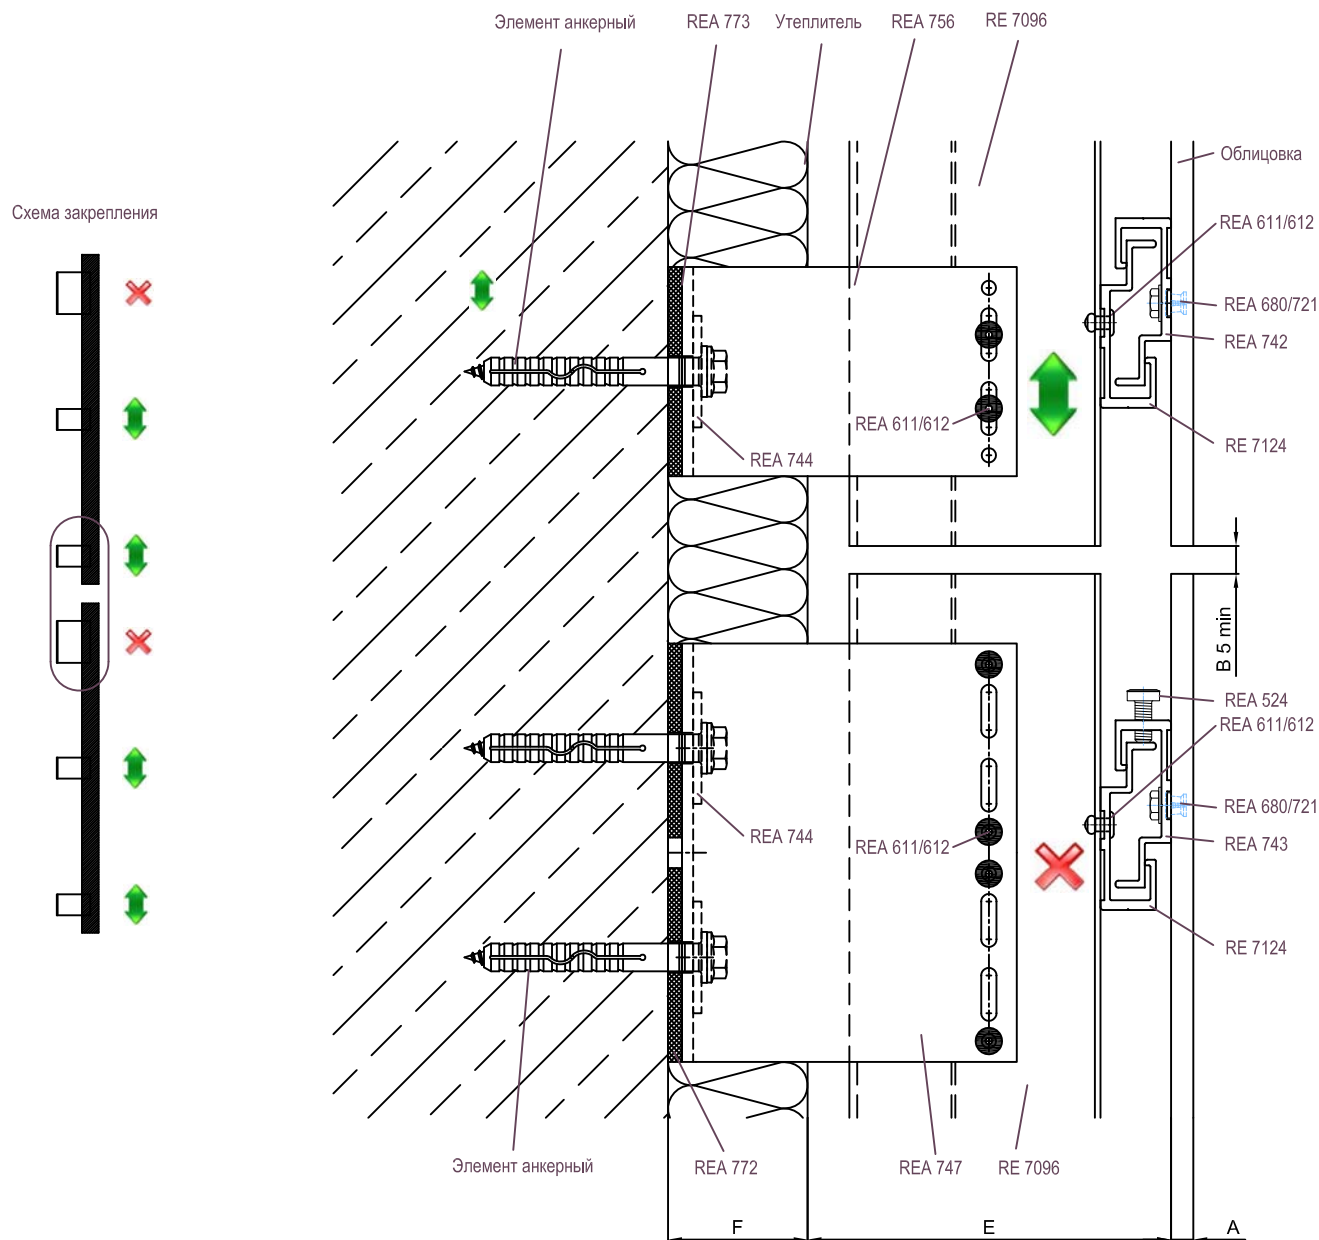 Элемент анкерный
REA 773
Утеплитель
REA 756
RE 7096
Облицовка
Схема закрепления
REA 611/612
REA 680/721
REA 742
REA 611/612
RE 7124
REA 744
B 5 min
REA 524
REA 611/612
REA 680/721
REA 744
REA 611/612
REA 743
RE 7124
Элемент анкерный
REA 772
REA 747
RE 7096
F
E
A